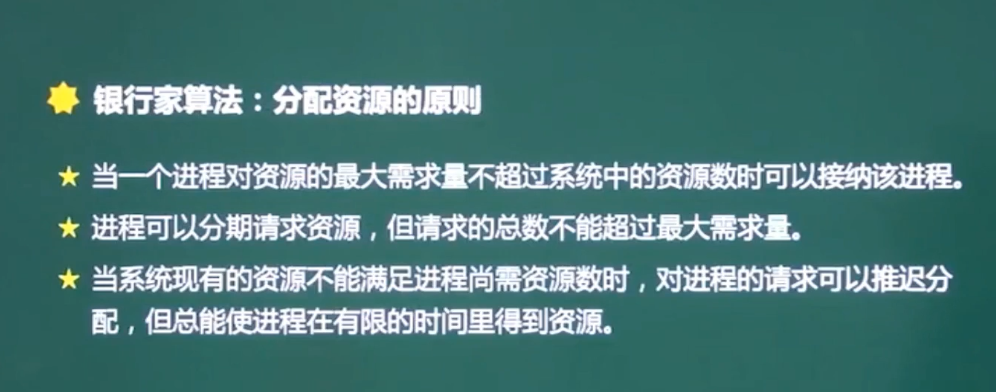 银行家算法：分配资源的原则
当一个进程对资源的最大需求量不超过系统中的资源数时可以接纳该进程。
进程可以分期请求资源，但请求的总数不能超过最大需求量。
当系统现有的资源不能满足进程尚需资源数时，对进程的请求可以推迟分
配，但总能使进程在有限的时间里得到资源。